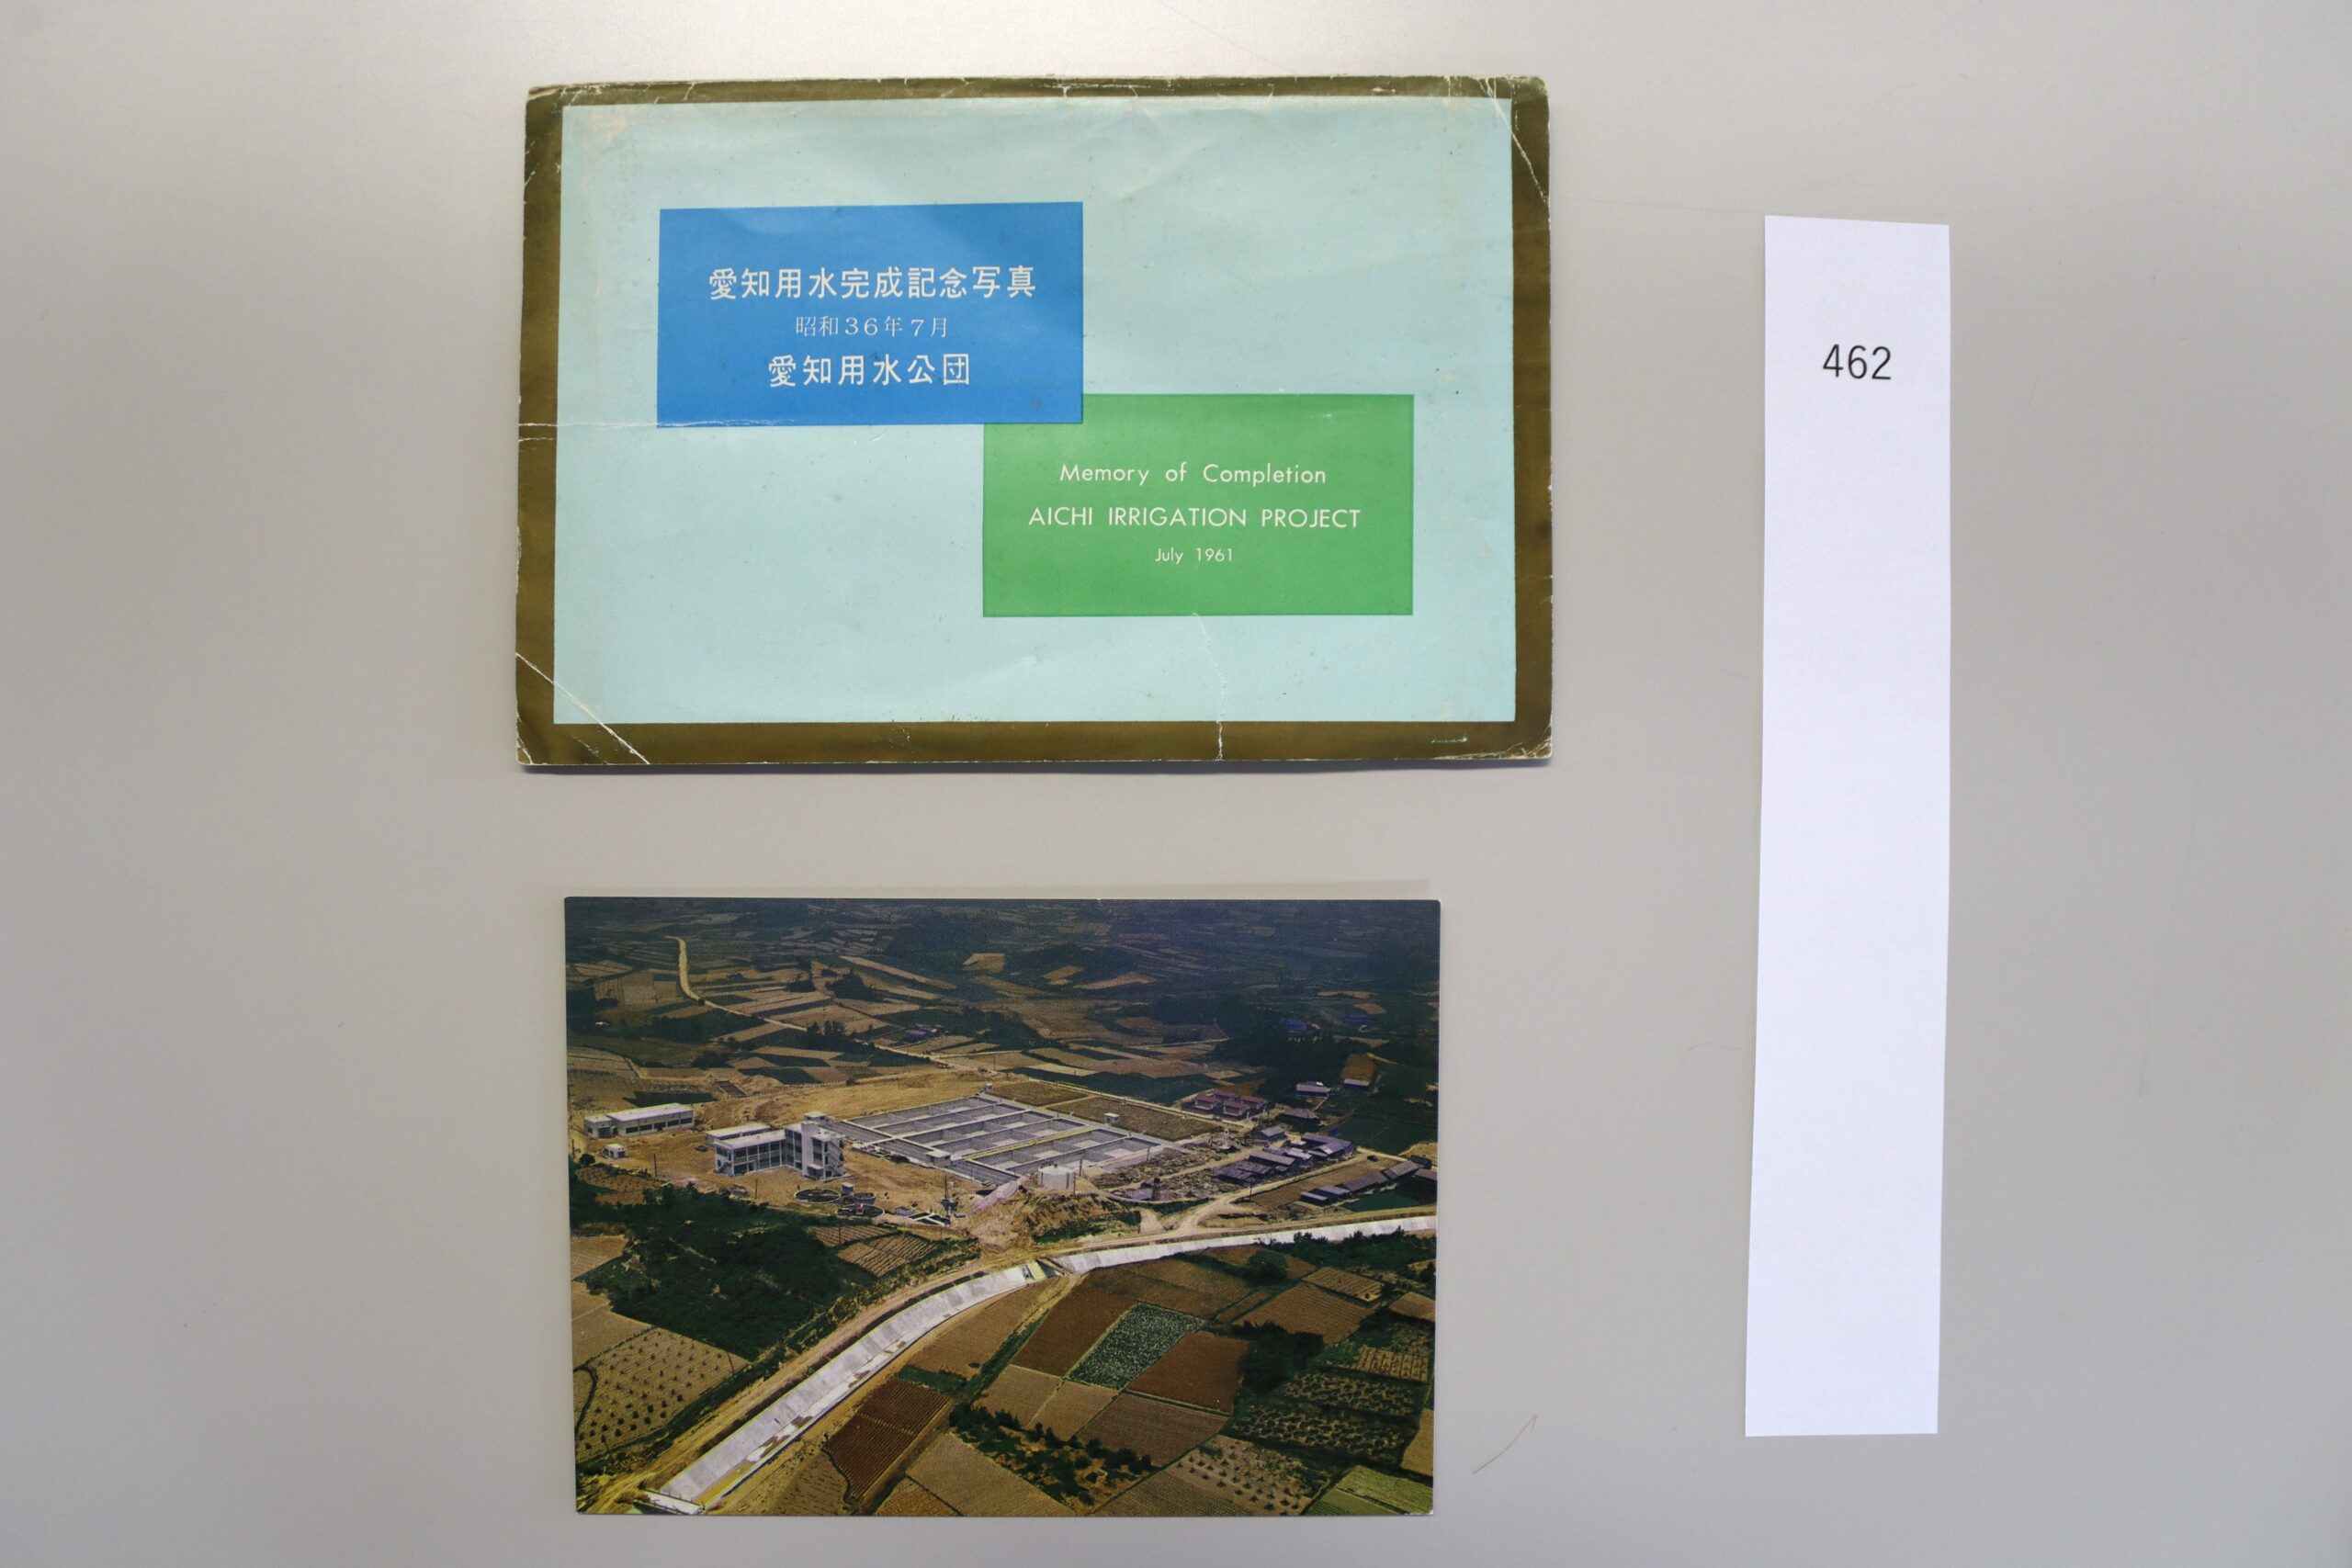 愛知用水完成記念写真
昭和36年7月
愛知用水公団
Memory of Completion
AICHI IRRIGATION PROJECT
July 1961
462